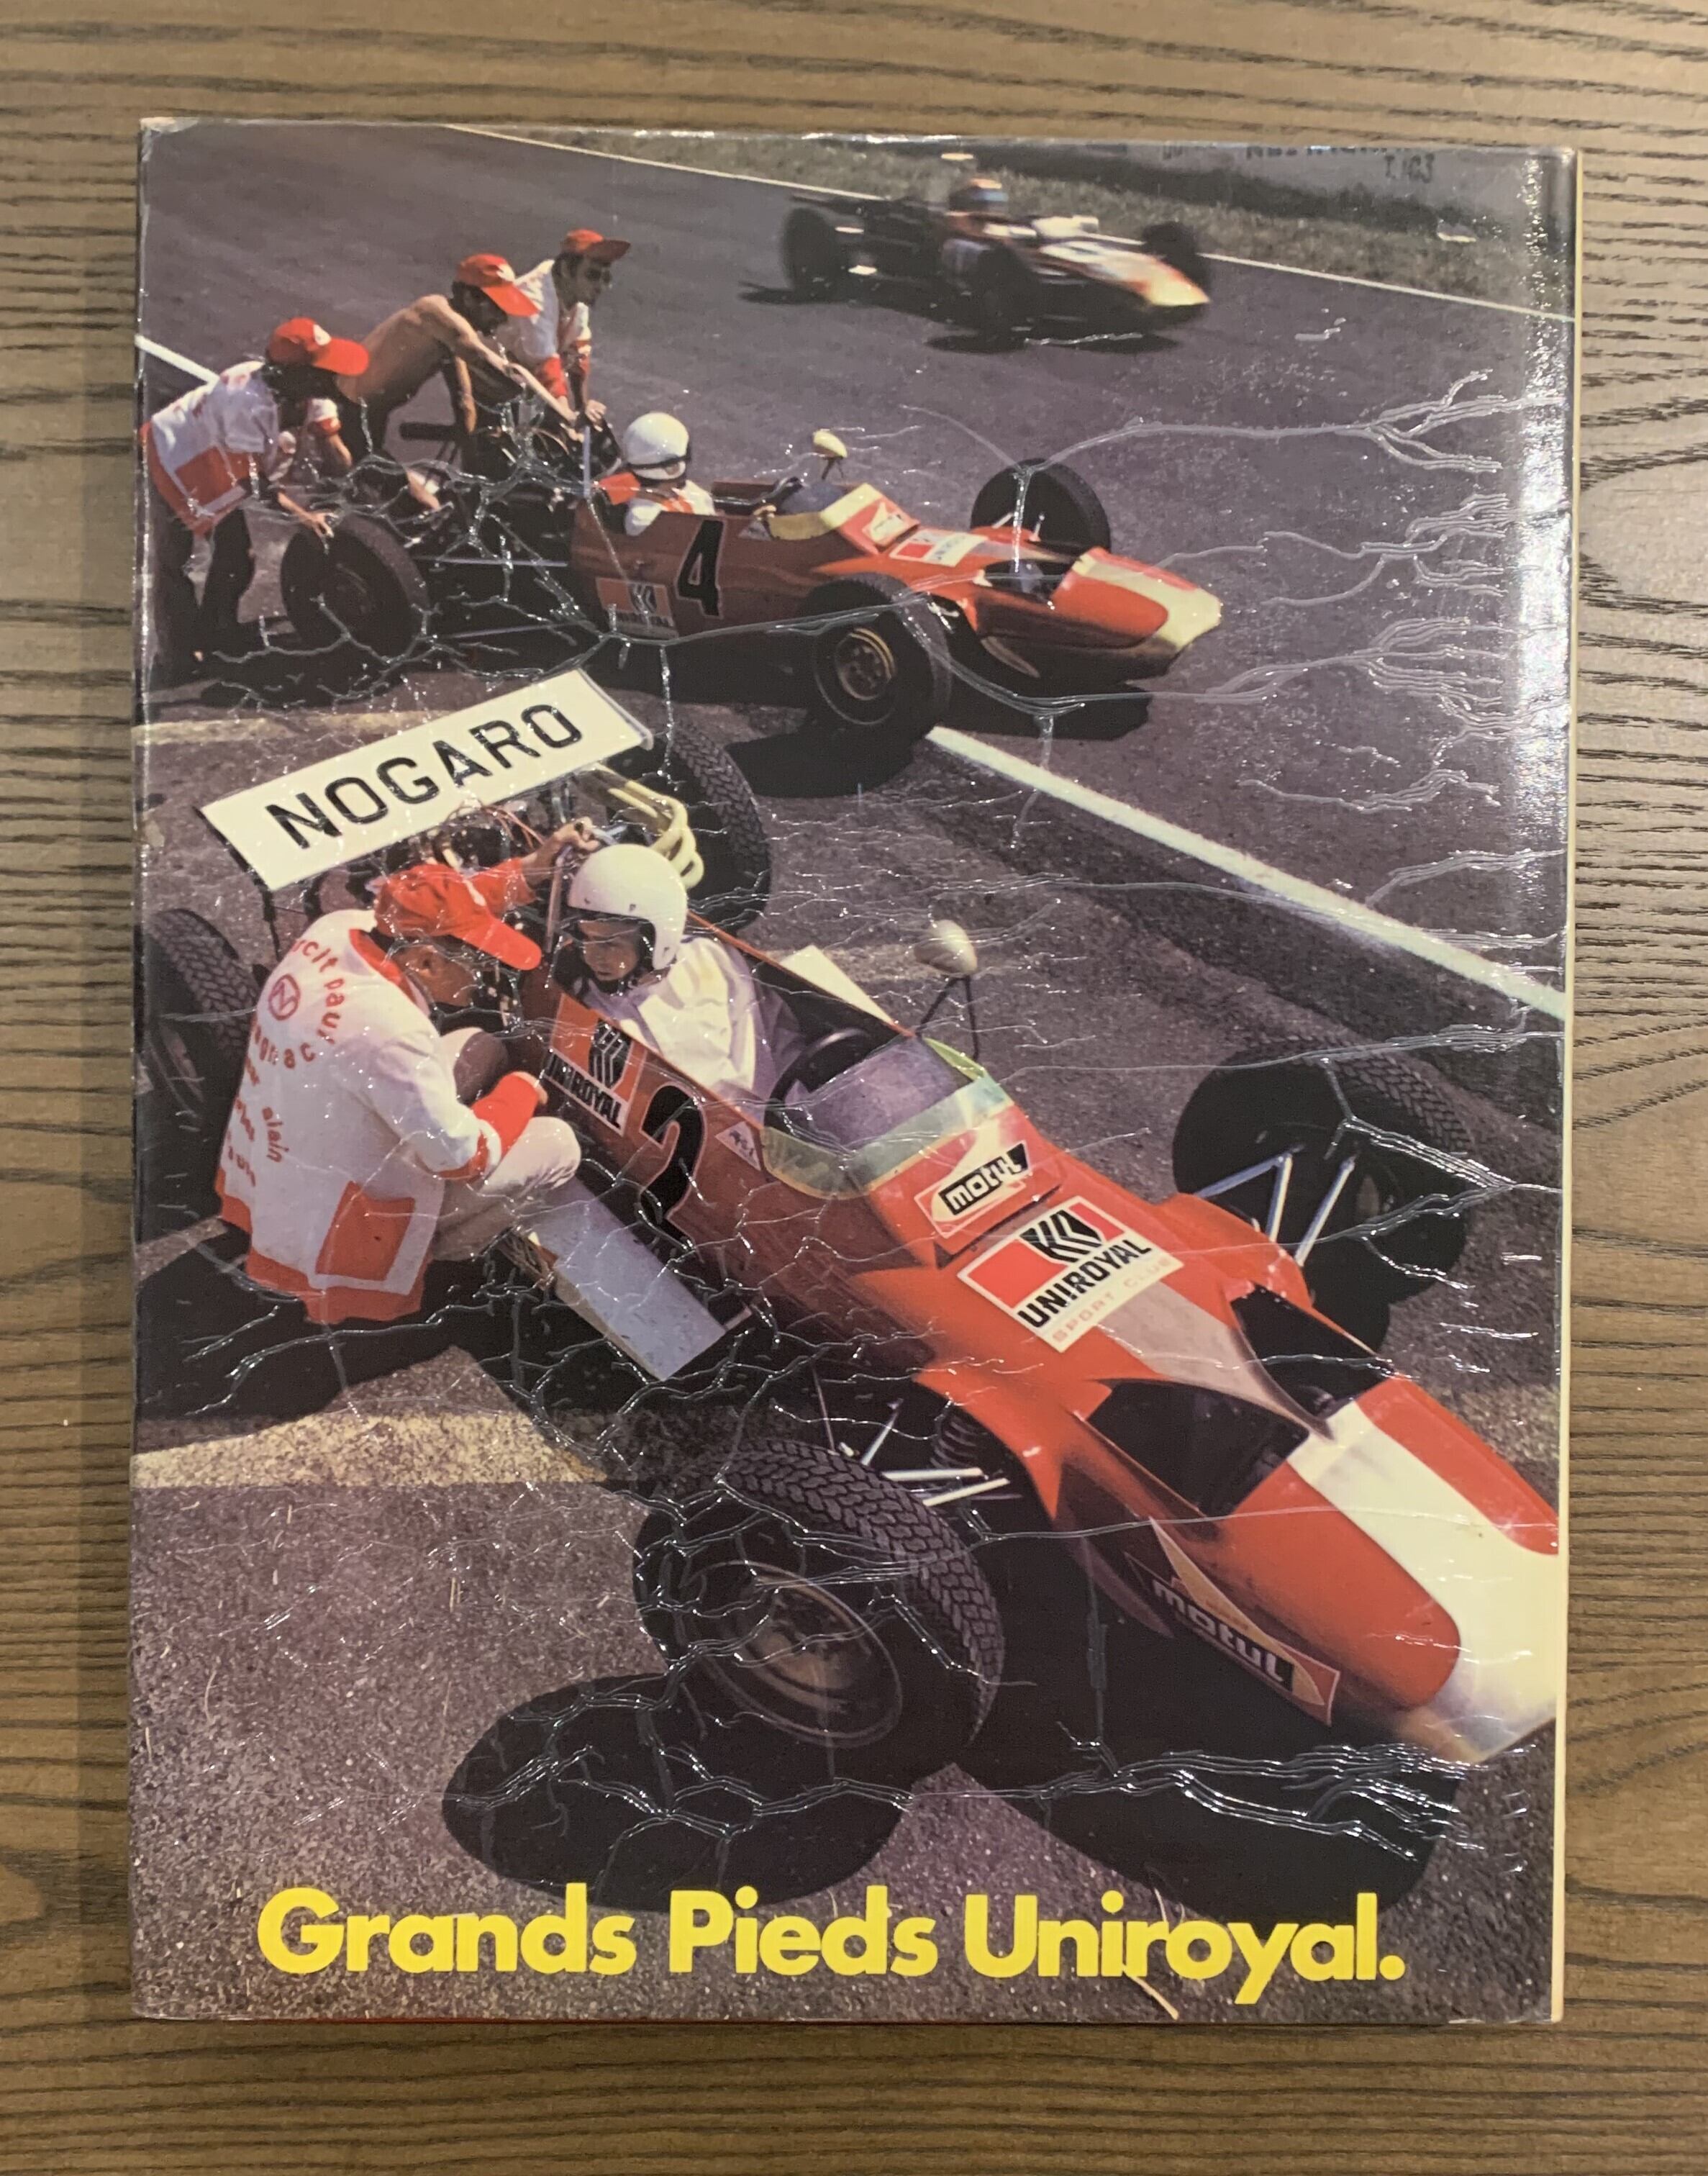 4
NOGARO
UNIROYAL
2
motul
UNIROYAL
SPORT CLUB
motul
Grands Pieds Uniroyal.